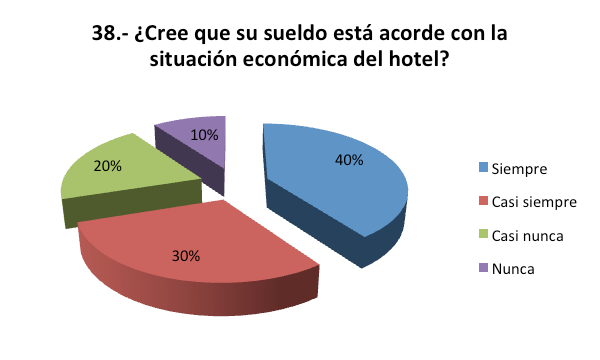 38.- ¿Cree que su sueldo está acorde con la
situación económica del hotel?
10%
40%
20%
30%
Siempre
Casi siempre
Casi nunca
Nunca